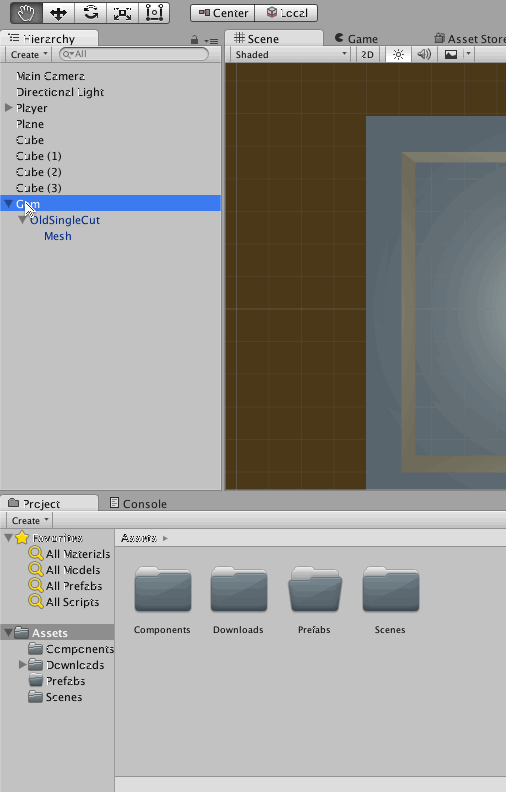 Center Local
Hierarchy Scene Game Asset Store
Create All Shaded 2D
Main Camera
Directional Light
Player
Plane
Cube
Cube (1)
Cube (2)
Cube (3)
Gem
OldSingleCut
Mesh
Project Console
Create
Favorites Assets
All Materials
All Models
All Prefabs
All Scripts
Components Downloads Prefabs Scenes
Assets
Components
Downloads
Prefabs
Scenes